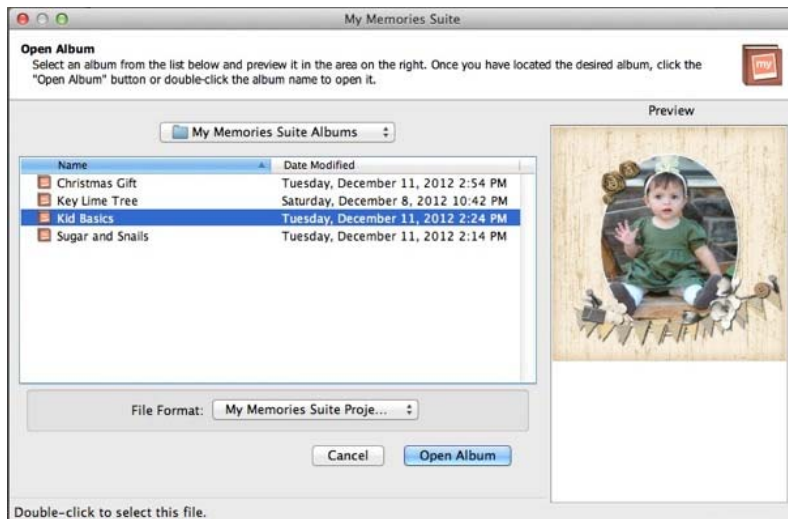 My Memories Suite
Open Album
Select an album from the list below and preview it in the area on the right. Once you have located the desired album, click the
"Open Album" button or double-click the album name to open it.
my
Preview
My Memories Suite Albums
Name Date Modified
Christmas Gift Tuesday, December 11, 2012 2:54 PM
Key Lime Tree Saturday, December 8, 2012 10:42 PM
Kid Basics Tuesday, December 11, 2012 2:24 PM
Sugar and Snails Tuesday, December 11, 2012 2:14 PM
File Format: My Memories Suite Proje...
Cancel Open Album
Double-click to select this file.